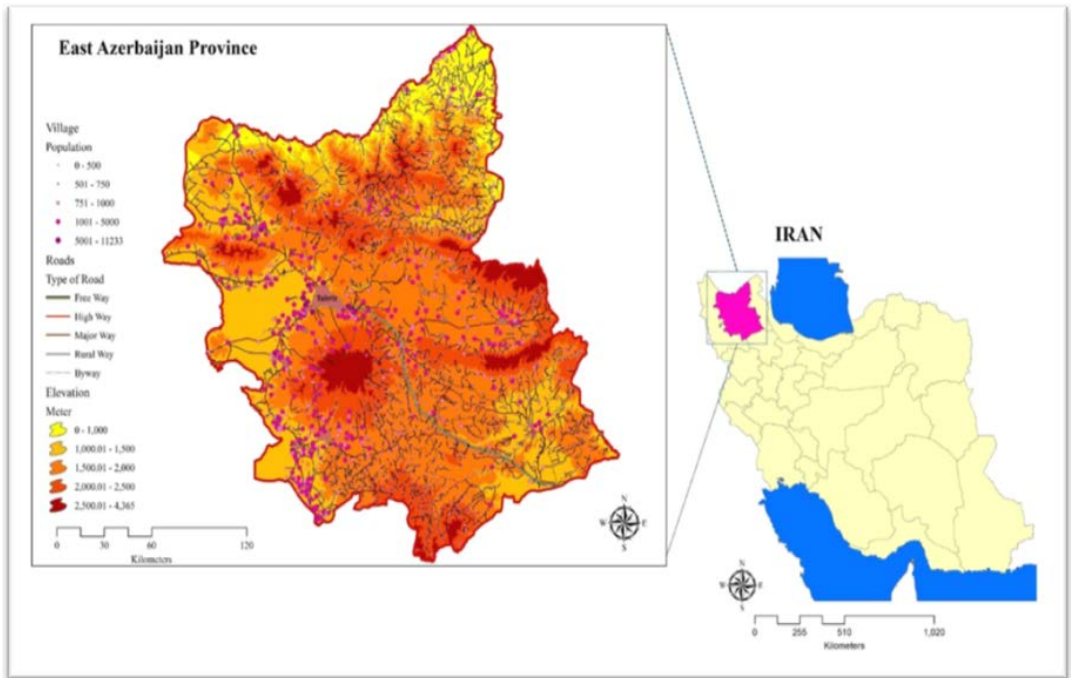 East Azerbaijan Province
Village
Population
0 - 500
501 - 750
751 - 1000
1001 - 5000
5001 - 11233
Roads
Type of Road
Free Way
High Way
Major Way
Rural Way
Byway
Elevation
Meter
0 - 1,000
1,000.01 - 1,500
1,500.01 - 2,000
2,000.01 - 2,500
2,500.01 - 4,365
0 30 60 120
Kilometers
N
W E
S
IRAN
N
W E
S
0 255 510 1,020
Kilometers